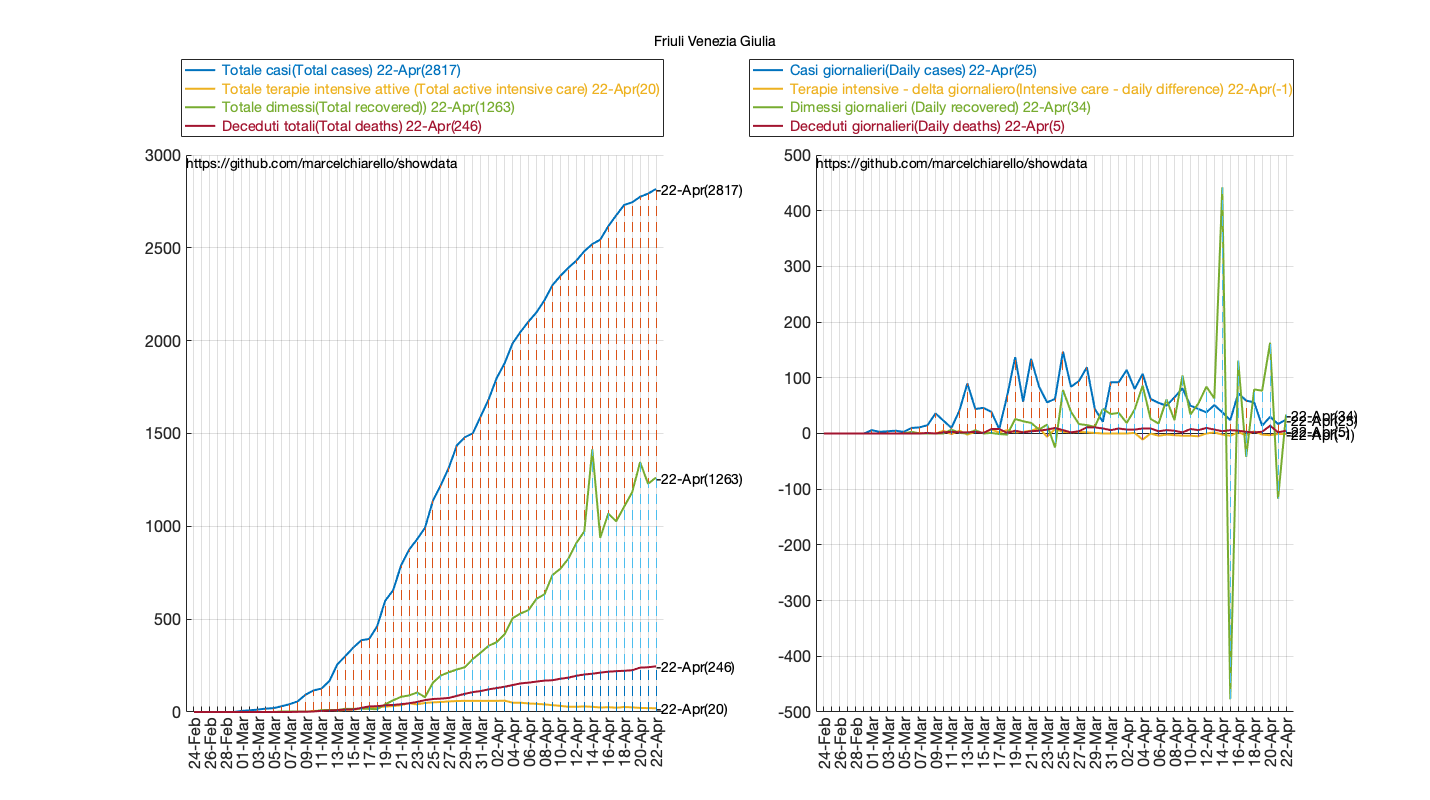 Friuli Venezia Giulia
Totale casi(Total cases) 22-Apr(2817)
Totale terapie intensive attive (Total active intensive care) 22-Apr(20)
Totale dimessi(Total recovered)) 22-Apr(1263)
Deceduti totali(Total deaths) 22-Apr(246)
https://github.com/marcelchiarello/showdata
3000
2500
2000
1500
1000
500
0
-22-Apr(2817)
-22-Apr(1263)
-22-Apr(246)
-22-Apr(20)
24-Feb
26-Feb
28-Feb
01-Mar
03-Mar
05-Mar
07-Mar
09-Mar
11-Mar
13-Mar
15-Mar
17-Mar
19-Mar
21-Mar
23-Mar
25-Mar
27-Mar
29-Mar
31-Mar
02-Apr
04-Apr
06-Apr
08-Apr
10-Apr
12-Apr
14-Apr
16-Apr
18-Apr
20-Apr
22-Apr
Casi giornalieri(Daily cases) 22-Apr(25)
Terapie intensive - delta giornaliero(Intensive care - daily difference) 22-Apr(-1)
Dimessi giornalieri (Daily recovered) 22-Apr(34)
Deceduti giornalieri(Daily deaths) 22-Apr(5)
https://github.com/marcelchiarello/showdata
500
400
300
200
100
0
-100
-200
-300
-400
-500
-22-Apr(34)
-22-Apr(25)
-22-Apr(5)
-22-Apr(-1)
24-Feb
26-Feb
28-Feb
01-Mar
03-Mar
05-Mar
07-Mar
09-Mar
11-Mar
13-Mar
15-Mar
17-Mar
19-Mar
21-Mar
23-Mar
25-Mar
27-Mar
29-Mar
31-Mar
02-Apr
04-Apr
06-Apr
08-Apr
10-Apr
12-Apr
14-Apr
16-Apr
18-Apr
20-Apr
22-Apr